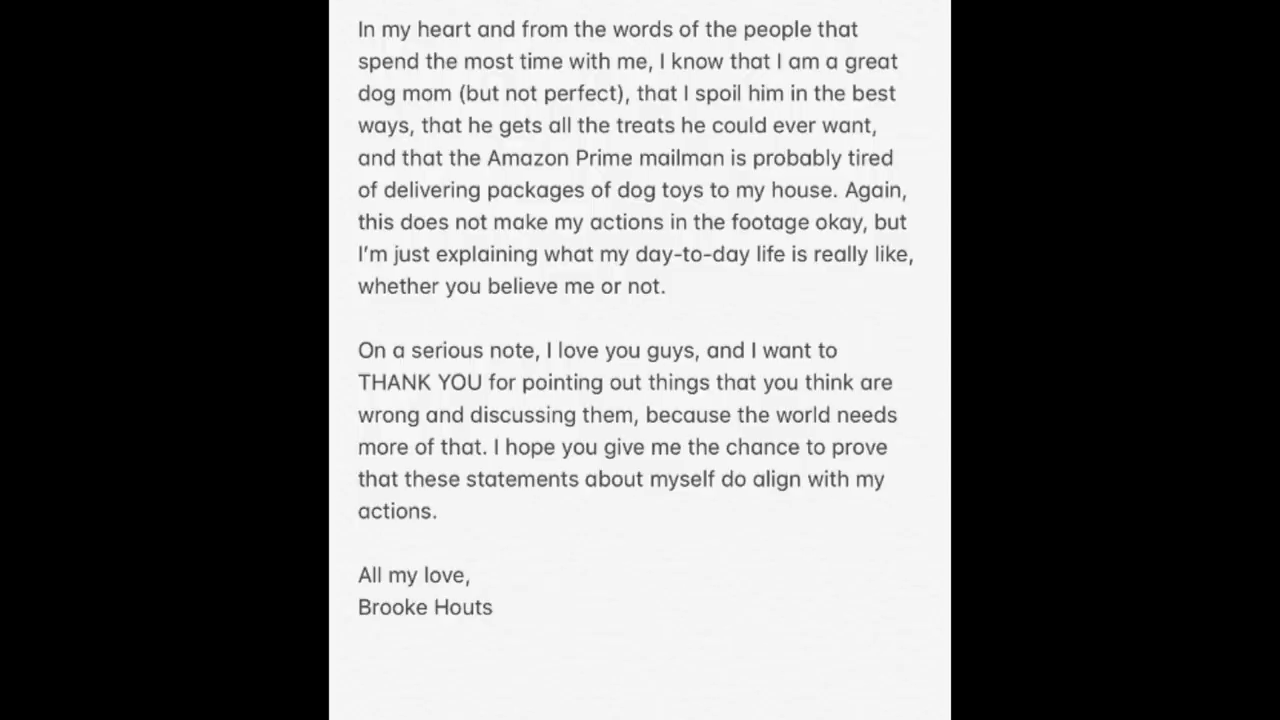 In my heart and from the words of the people that
spend the most time with me, I know that I am a great
dog mom (but not perfect), that I spoil him in the best
ways, that he gets all the treats he could ever want,
and that the Amazon Prime mailman is probably tired
of delivering packages of dog toys to my house. Again,
this does not make my actions in the footage okay, but
I'm just explaining what my day-to-day life is really like,
whether you believe me or not.
On a serious note, I love you guys, and I want to
THANK YOU for pointing out things that you think are
wrong and discussing them, because the world needs
more of that. I hope you give me the chance to prove
that these statements about myself do align with my
actions.
All my love,
Brooke Houts